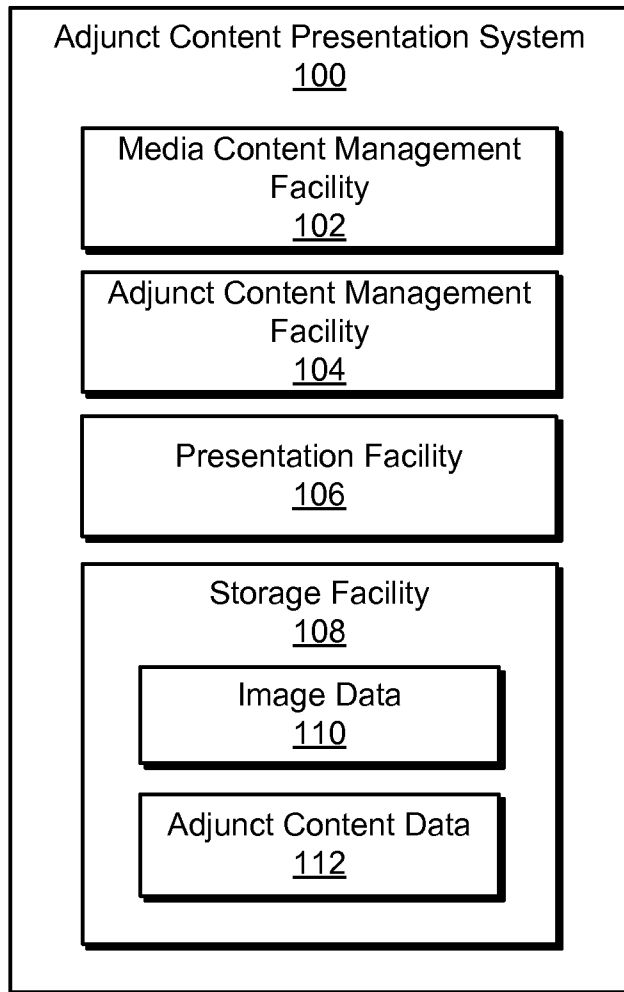 Adjunct Content Presentation System
100
Media Content Management
Facility
102
Adjunct Content Management
Facility
104
Presentation Facility
106
Storage Facility
108
Image Data
110
Adjunct Content Data
112